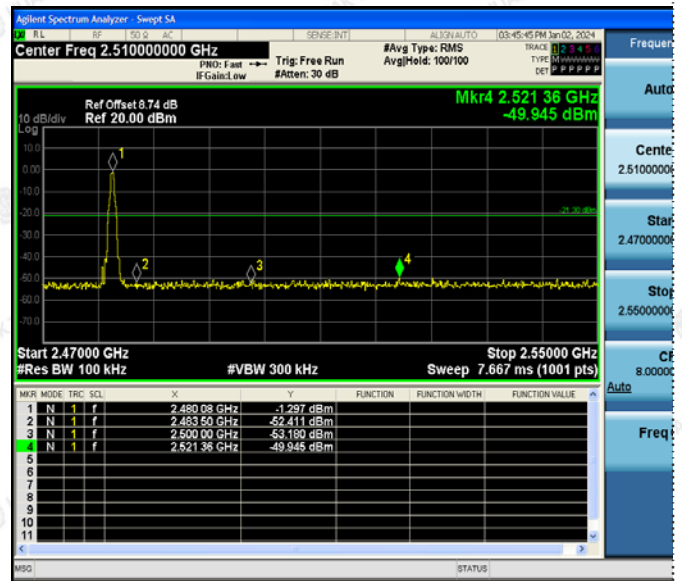 Agilent Spectrum Analyzer - Swept SA
RL RF 50 Ω AC SENSE:INT ALIGNAUTO 03:45:45 PM Jan 02, 2024
Center Freq 2.510000000 GHz #Avg Type: RMS TRACE 1 2 3 4 5 6
PNO: Fast Trig: Free Run Avg|Hold: 100/100 TYPE
IFGain:Low #Atten: 30 dB DET P P P P P P
Mkr4 2.521 36 GHz
-49.945 dBm
Ref Offset 8.74 dB
10 dB/div Ref 20.00 dBm
Log
10.0
0.00
-10.0
-20.0
-30.0
-40.0
-50.0
-60.0
-70.0
1
2
3
4
-21.30 dBm
Start 2.47000 GHz Stop 2.55000 GHz
#Res BW 100 kHz #VBW 300 kHz Sweep 7.667 ms (1001 pts)
MKR MODE TRC SCL X Y FUNCTION FUNCTION WIDTH FUNCTION VALUE
1 N 1 f 2.480 08 GHz -1.297 dBm
2 N 1 f 2.483 50 GHz -52.411 dBm
3 N 1 f 2.500 00 GHz -53.180 dBm
4 N 1 f 2.521 36 GHz -49.945 dBm
5
6
7
8
9
10
11
MSG STATUS
Frequen
Auto
Cente
2.5100000
Star
2.4700000
Stop
2.5500000
CF
8.00000
Auto
Freq